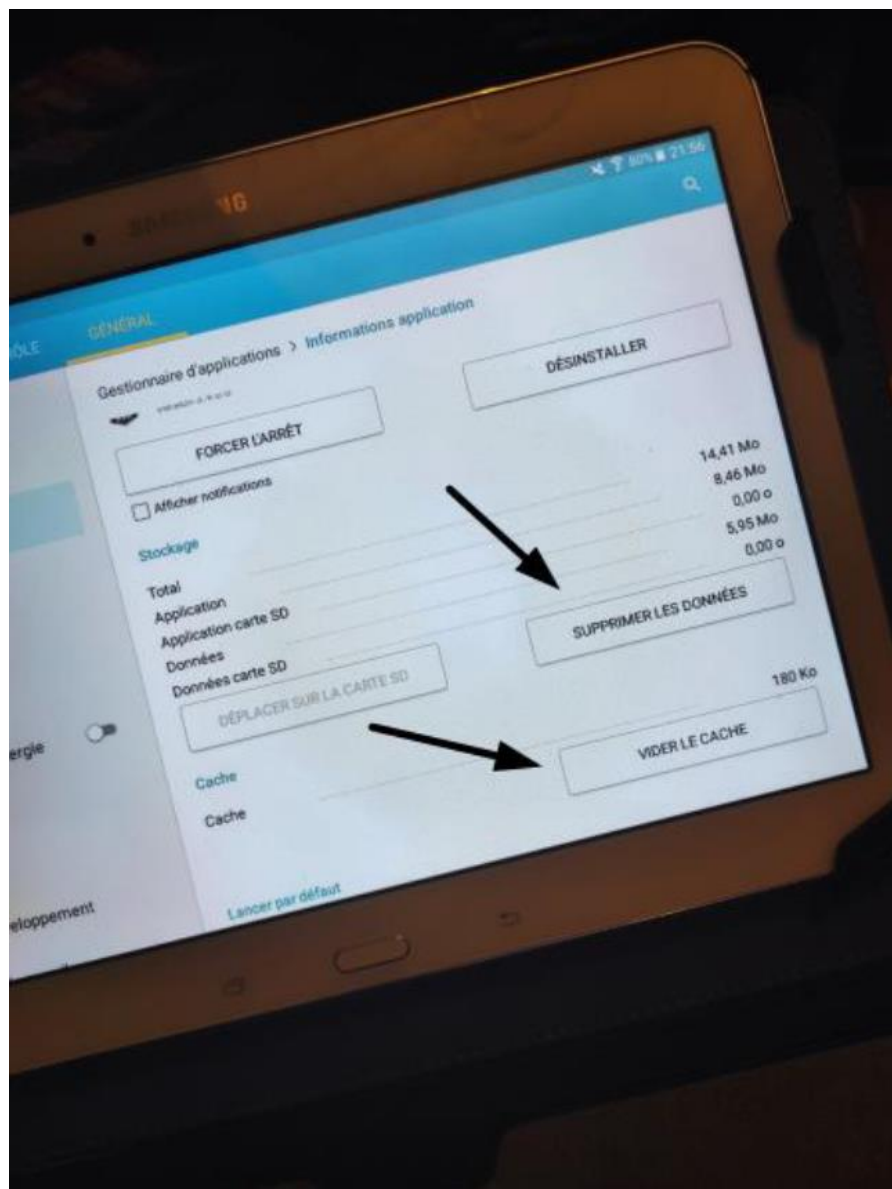 SAMSUNG
80% 21:56
GÉNÉRAL
Gestionnaire d'applications > Informations application
FORCER L'ARRÊT
DÉSINSTALLER
Afficher notifications
Stockage
Total 14,41 Mo
Application 8,46 Mo
Application carte SD 0,00 o
Données 5,95 Mo
Données carte SD 0,00 o
DÉPLACER SUR LA CARTE SD
SUPPRIMER LES DONNÉES
Cache
Cache 180 Ko
VIDER LE CACHE
Lancer par défaut
ergie
eloppement